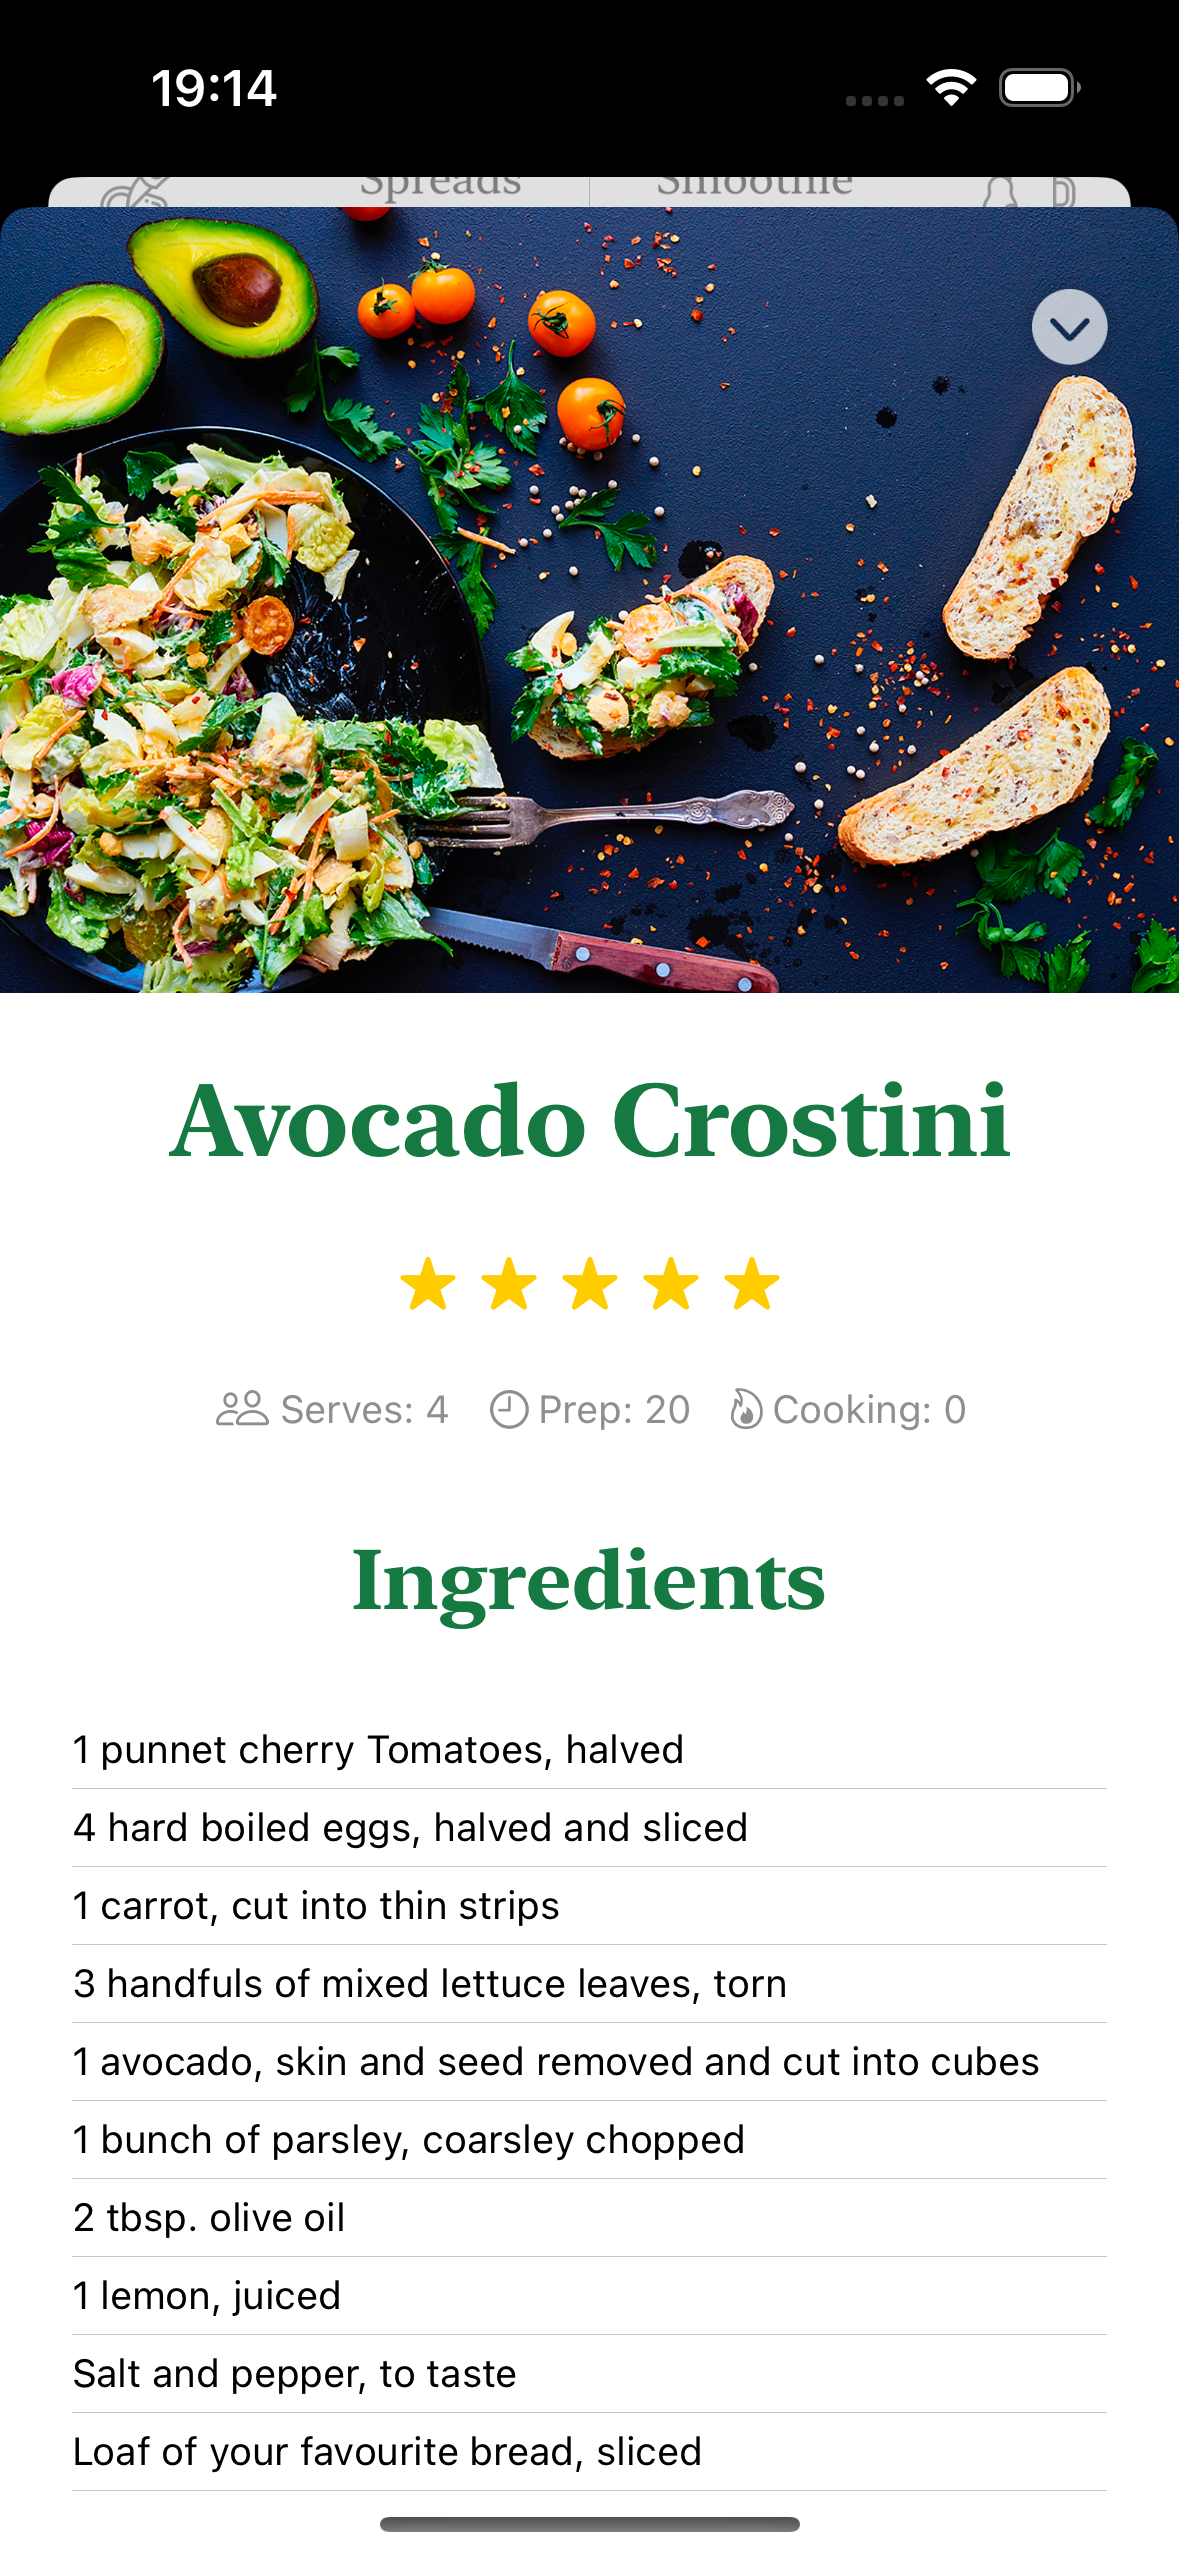 19:14
Spreads Smoothie
Avocado Crostini
Serves: 4 Prep: 20 Cooking: 0
Ingredients
1 punnet cherry Tomatoes, halved
4 hard boiled eggs, halved and sliced
1 carrot, cut into thin strips
3 handfuls of mixed lettuce leaves, torn
1 avocado, skin and seed removed and cut into cubes
1 bunch of parsley, coarsley chopped
2 tbsp. olive oil
1 lemon, juiced
Salt and pepper, to taste
Loaf of your favourite bread, sliced